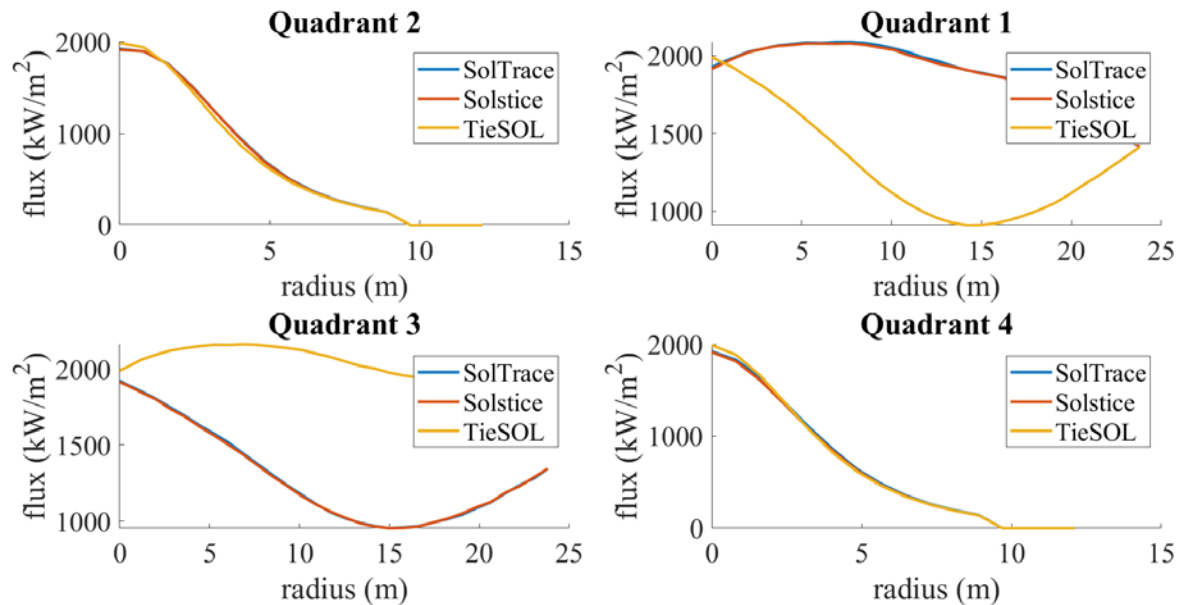 Quadrant 2
flux (kW/m²)
2000
1000
0
0 5 10 15
radius (m)
SolTrace
Solstice
TieSOL
Quadrant 1
flux (kW/m²)
2000
1500
1000
0 5 10 15 20 25
radius (m)
SolTrace
Solstice
TieSOL
Quadrant 3
flux (kW/m²)
2000
1500
1000
0 5 10 15 20 25
radius (m)
SolTrace
Solstice
TieSOL
Quadrant 4
flux (kW/m²)
2000
1000
0
0 5 10 15
radius (m)
SolTrace
Solstice
TieSOL